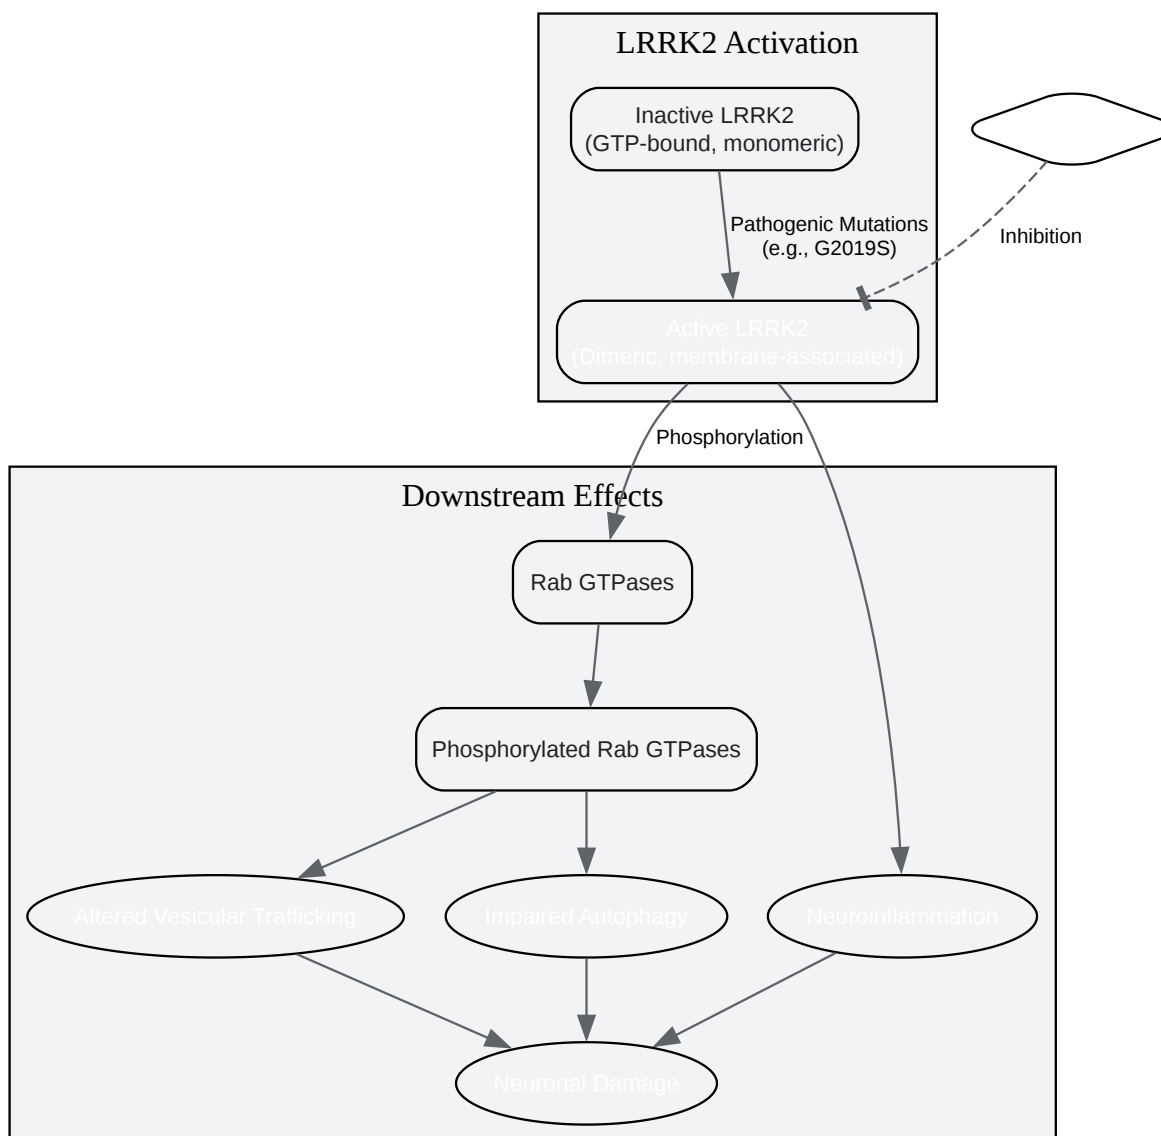 LRRK2 Activation
Inactive LRRK2
(GTP-bound, monomeric)
Pathogenic Mutations
(e.g., G2019S)
Inhibition
Active LRRK2
(Dimeric, membrane-associated)
Phosphorylation
Downstream Effects
Rab GTPases
Phosphorylated Rab GTPases
Altered Vesicular Trafficking
Impaired Autophagy
Neuroinflammation
Neuronal Damage